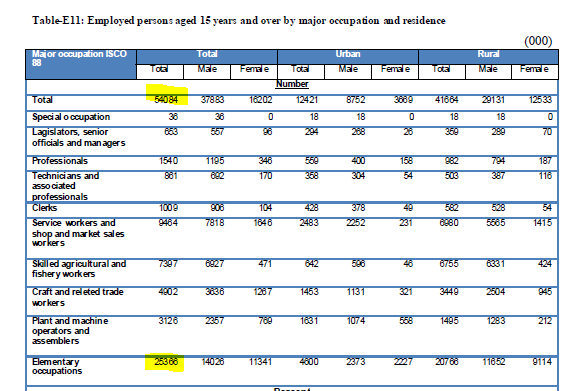 Table-E11: Employed persons aged 15 years and over by major occupation and residence
(000)
Major occupation ISCO 88 Total Urban Rural
Total Male Female Total Male Female Total Male Female
Number
Total 54084 37883 16202 12421 8752 3669 41664 29131 12533
Special occupation 36 36 0 18 18 0 18 18 0
Lagislators, senior officials and managers 653 557 96 294 268 26 359 289 70
Professionals 1540 1195 346 559 400 158 982 794 187
Technicians and associated professionals 861 692 170 358 304 54 503 387 116
Clerks 1009 906 104 428 378 49 582 528 54
Service workers and shop and market sales workers 9464 7818 1646 2483 2252 231 6980 5565 1415
Skilled agricultural and fishery workers 7397 6927 471 642 596 46 6755 6331 424
Craft and releted trade workers 4902 3636 1267 1453 1131 321 3449 2504 945
Plant and machine operators and assemblers 3126 2357 769 1631 1074 558 1495 1283 212
Elementary occupations 25366 14026 11341 4600 2373 2227 20766 11652 9114